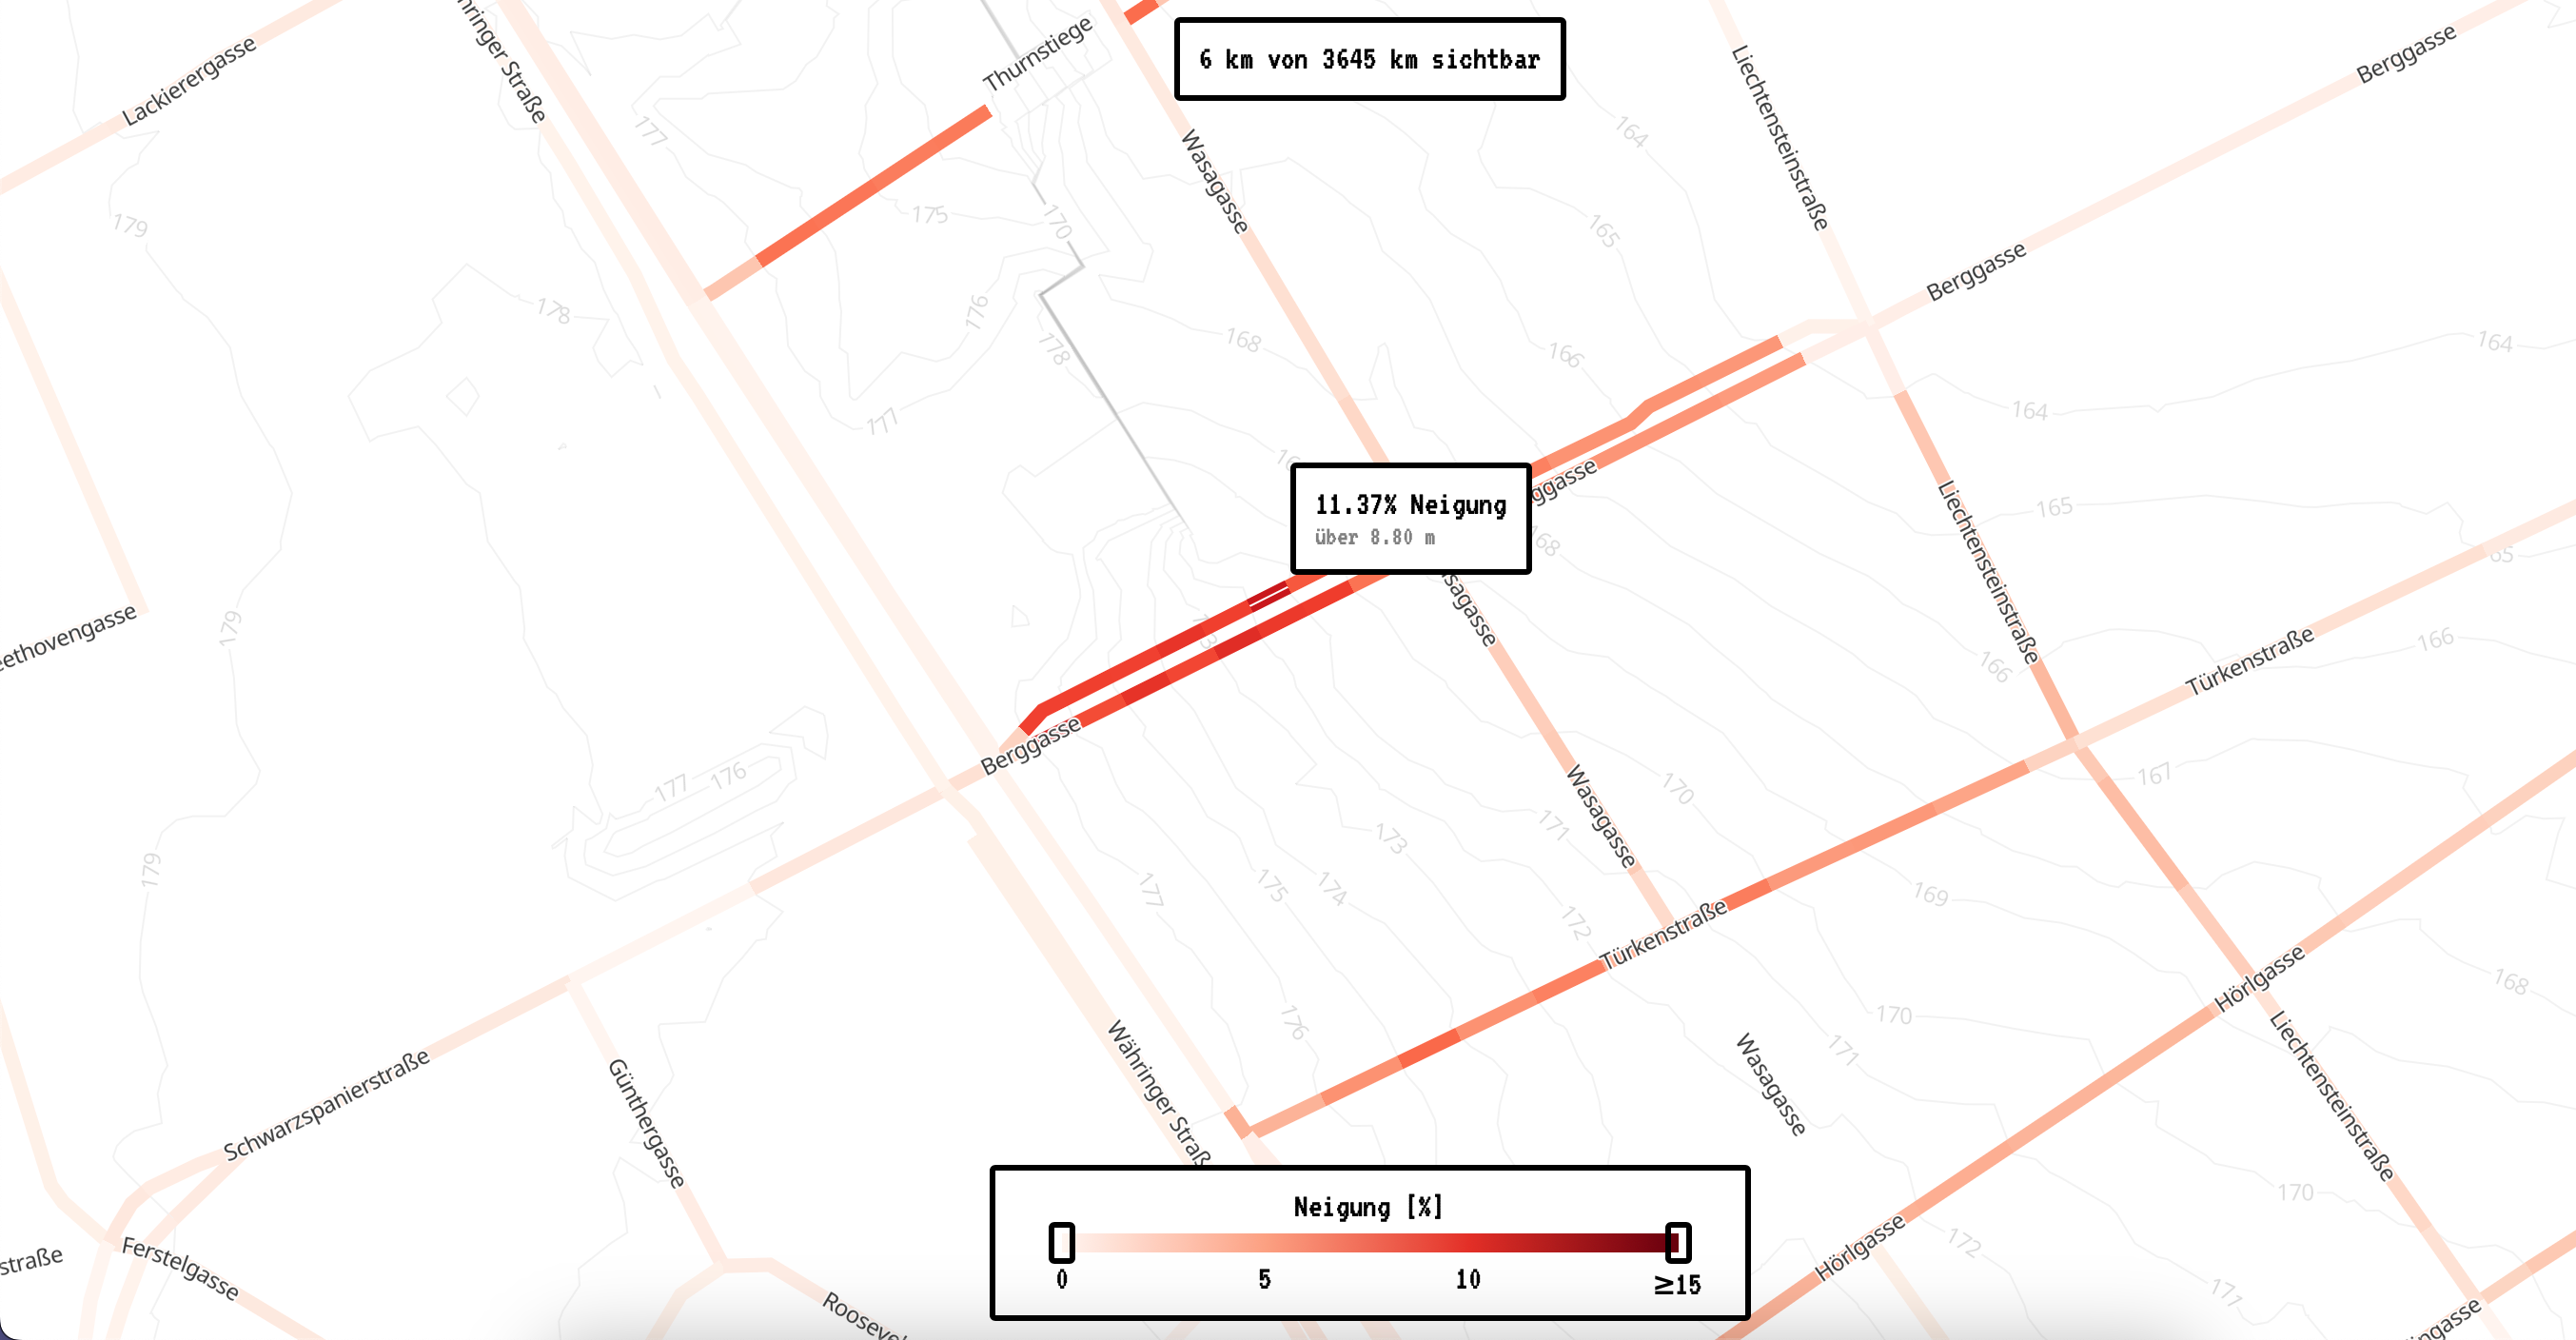 6 km von 3645 km sichtbar
Lackierergasse
hringer Straße
Thurnstiege
Wasagasse
Liechtensteinstraße
Berggasse
Berggasse
177
164
179
175
170
165
178
176
168
166
164
178
177
164
11.37% Neigung
über 8.80 m
ggasse
168
165
Liechtensteinstraße
65
179
sagasse
173
166
eethovengasse
166
Türkenstraße
Berggasse
177
176
170
167
Wasagasse
171
173
179
177
175
174
169
172
Türkenstraße
168
Hörlgasse
176
170
Währinger Straß
171
Wasagasse
Liechtensteinstraße
Schwarzspanierstraße
Günthergasse
170
Neigung [%]
0
5
10
≥15
Hörlgasse
172
straße
Ferstelgasse
171
Roosevel
ingasse